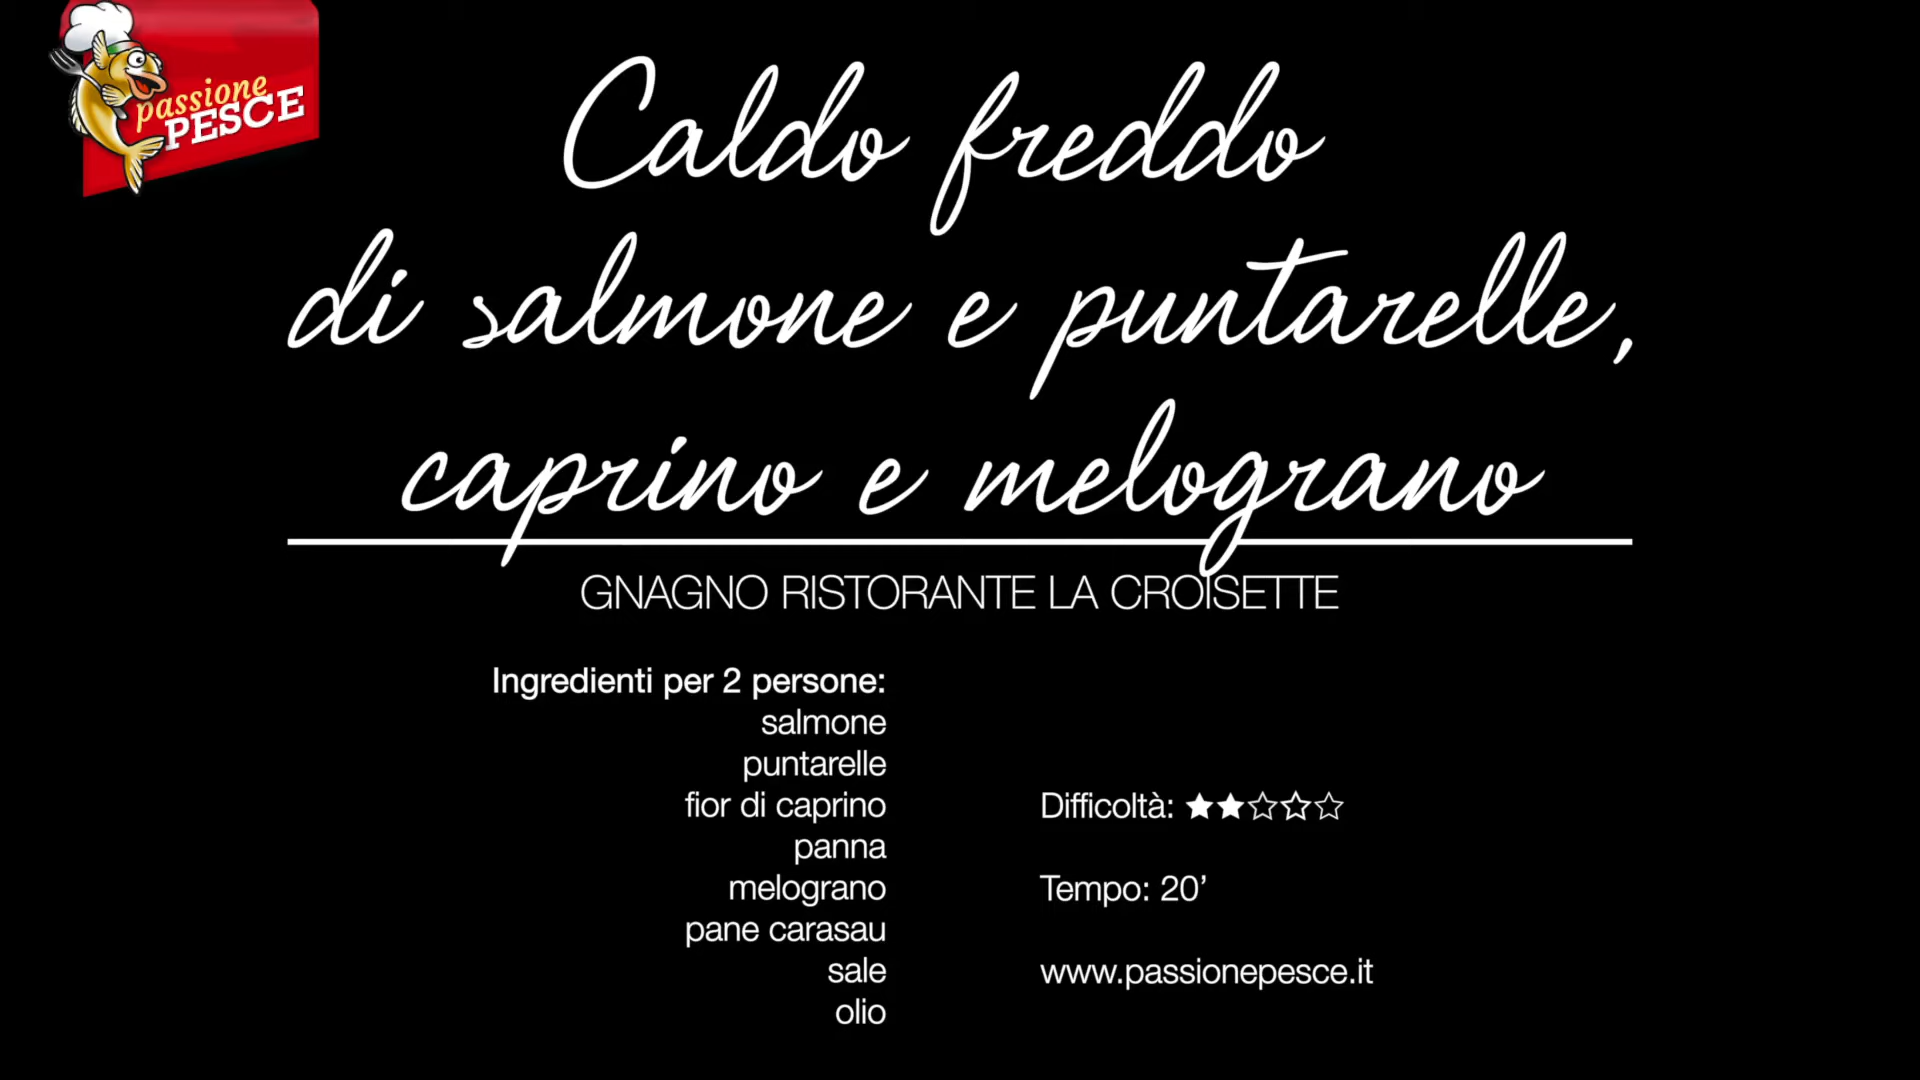 passione
PESCE
Caldo freddo
di salmone e puntarelle,
caprino e melograno
GNAGNO RISTORANTE LA CROISETTE
Ingredienti per 2 persone:
salmone
puntarelle
fior di caprino
panna
melograno
pane carasau
sale
olio
Difficoltà: ★★☆☆☆
Tempo: 20’
www.passionepesce.it